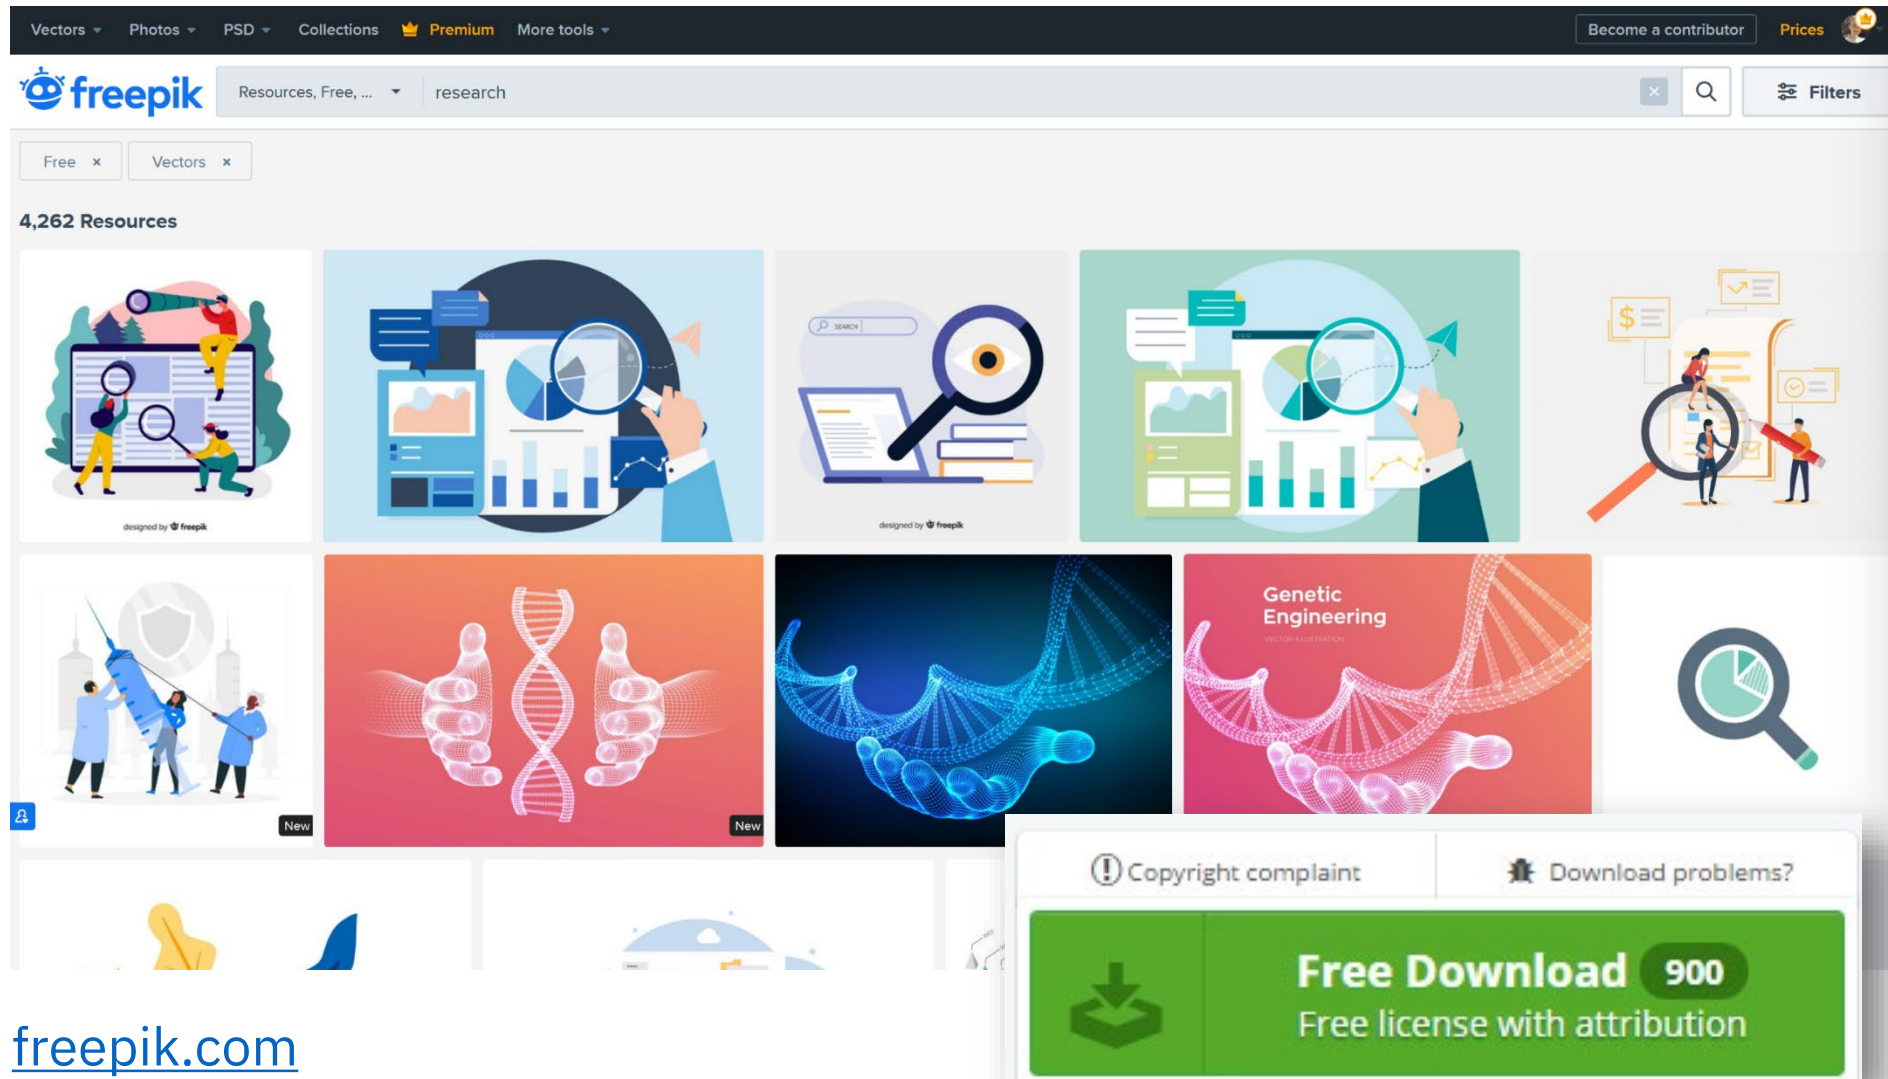 Vectors Photos PSD Collections Premium More tools Become a contributor Prices
freepik Resources, Free, ... research Filters
Free × Vectors ×
4,262 Resources
designed by freepik
SEARCH
designed by freepik
$
New
New
Genetic
Engineering
VECTOR ILLUSTRATION
Copyright complaint Download problems?
Free Download 900
Free license with attribution
freepik.com